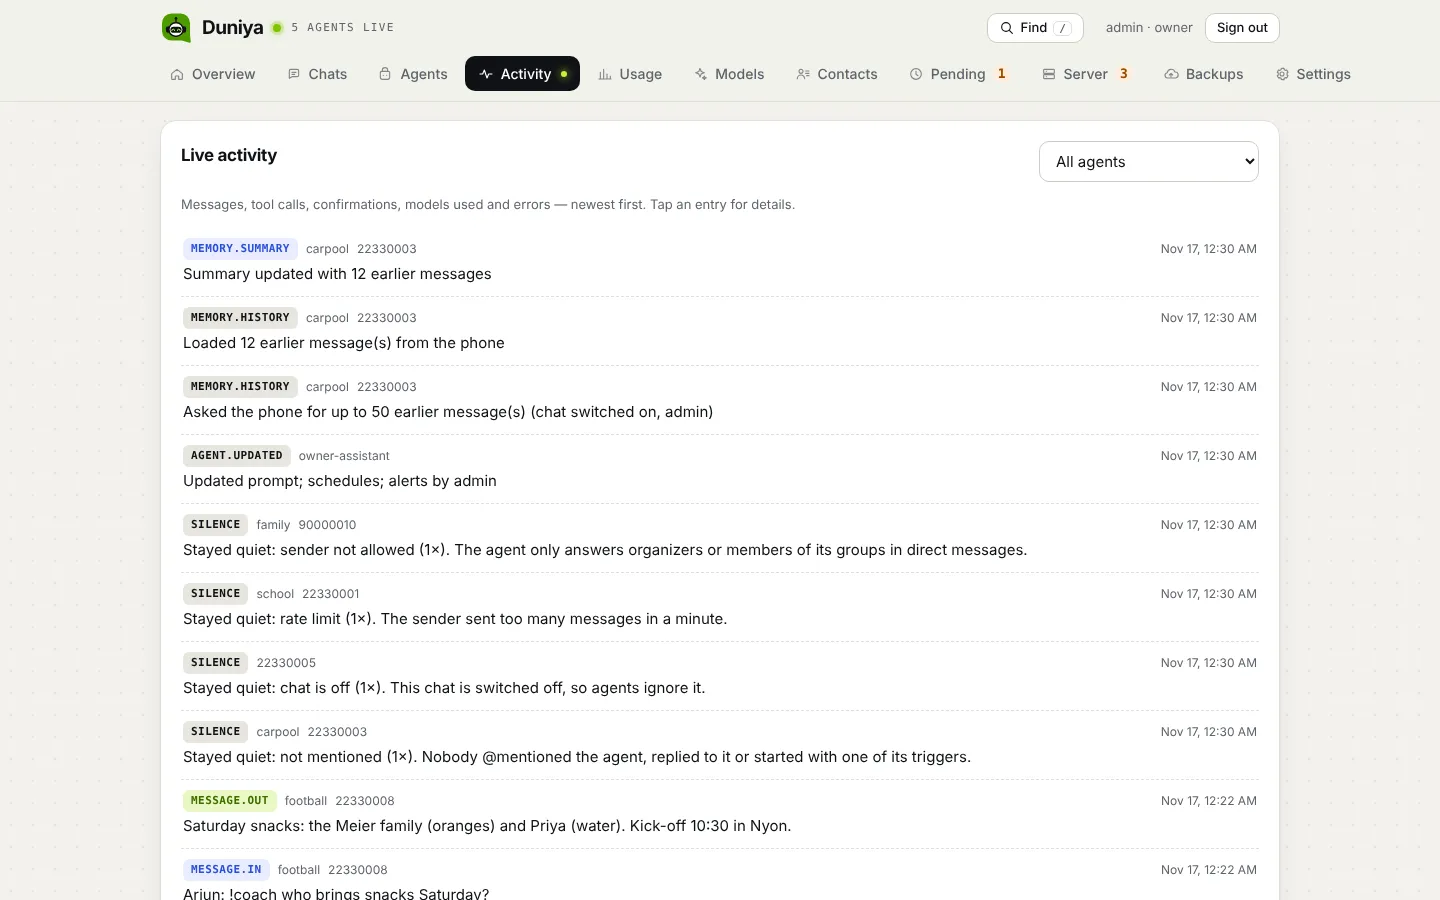 Duniya
5 AGENTS LIVE
Find /
admin · owner
Sign out
Overview
Chats
Agents
Activity
Usage
Models
Contacts
Pending 1
Server 3
Backups
Settings
Live activity
All agents
Messages, tool calls, confirmations, models used and errors — newest first. Tap an entry for details.
MEMORY.SUMMARY carpool 22330003 Nov 17, 12:30 AM
Summary updated with 12 earlier messages
MEMORY.HISTORY carpool 22330003 Nov 17, 12:30 AM
Loaded 12 earlier message(s) from the phone
MEMORY.HISTORY carpool 22330003 Nov 17, 12:30 AM
Asked the phone for up to 50 earlier message(s) (chat switched on, admin)
AGENT.UPDATED owner-assistant Nov 17, 12:30 AM
Updated prompt; schedules; alerts by admin
SILENCE family 90000010 Nov 17, 12:30 AM
Stayed quiet: sender not allowed (1×). The agent only answers organizers or members of its groups in direct messages.
SILENCE school 22330001 Nov 17, 12:30 AM
Stayed quiet: rate limit (1×). The sender sent too many messages in a minute.
SILENCE 22330005 Nov 17, 12:30 AM
Stayed quiet: chat is off (1×). This chat is switched off, so agents ignore it.
SILENCE carpool 22330003 Nov 17, 12:30 AM
Stayed quiet: not mentioned (1×). Nobody @mentioned the agent, replied to it or started with one of its triggers.
MESSAGE.OUT football 22330008 Nov 17, 12:22 AM
Saturday snacks: the Meier family (oranges) and Priya (water). Kick-off 10:30 in Nyon.
MESSAGE.IN football 22330008 Nov 17, 12:22 AM
Arjun: !coach who brings snacks Saturday?